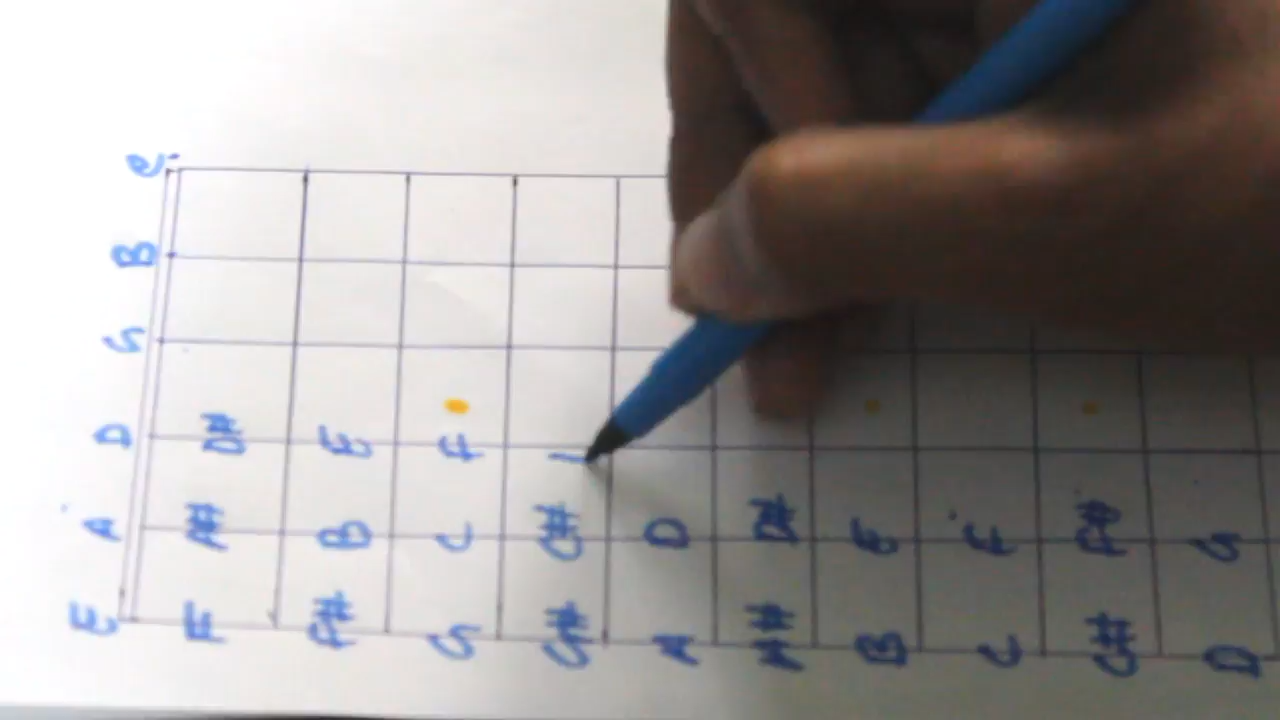 e
B
G
D D# E F
A A# B C C# D D# E F F# G
E F F# G G# A A# B C C# D